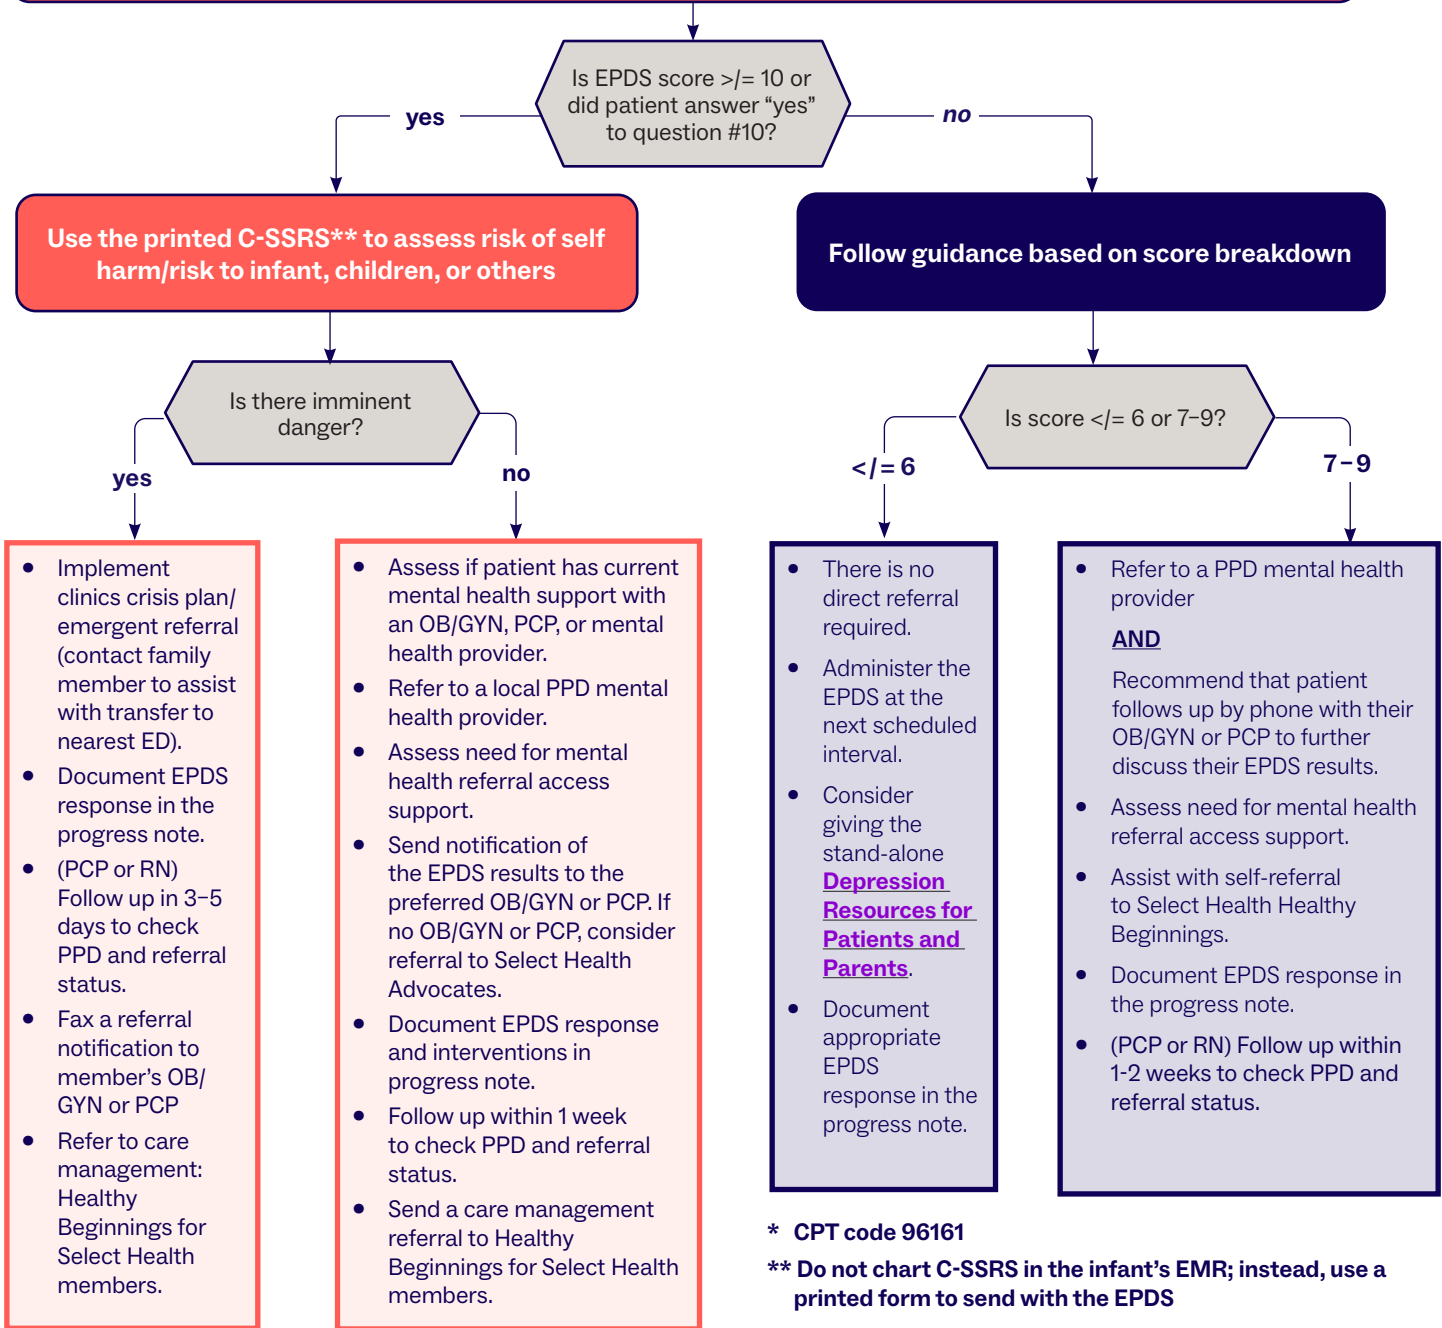 Is EPDS score >/= 10 or
did patient answer “yes”
to question #10?
yes
no
Use the printed C-SSRS** to assess risk of self
harm/risk to infant, children, or others
Follow guidance based on score breakdown
Is there imminent
danger?
Is score </= 6 or 7–9?
yes
no
</= 6
7–9
• Implement
clinics crisis plan/
emergent referral
(contact family
member to assist
with transfer to
nearest ED).
• Document EPDS
response in the
progress note.
• (PCP or RN)
Follow up in 3–5
days to check
PPD and referral
status.
• Fax a referral
notification to
member’s OB/
GYN or PCP
• Refer to care
management:
Healthy
Beginnings for
Select Health
members.
• Assess if patient has current
mental health support with
an OB/GYN, PCP, or mental
health provider.
• Refer to a local PPD mental
health provider.
• Assess need for mental
health referral access
support.
• Send notification of
the EPDS results to the
preferred OB/GYN or PCP. If
no OB/GYN or PCP, consider
referral to Select Health
Advocates.
• Document EPDS response
and interventions in
progress note.
• Follow up within 1 week
to check PPD and referral
status.
• Send a care management
referral to Healthy
Beginnings for Select Health
members.
• There is no
direct referral
required.
• Administer the
EPDS at the
next scheduled
interval.
• Consider
giving the
stand-alone
Depression
Resources for
Patients and
Parents.
• Document
appropriate
EPDS
response in the
progress note.
• Refer to a PPD mental health
provider
AND
Recommend that patient
follows up by phone with their
OB/GYN or PCP to further
discuss their EPDS results.
• Assess need for mental health
referral access support.
• Assist with self-referral
to Select Health Healthy
Beginnings.
• Document EPDS response in
the progress note.
• (PCP or RN) Follow up within
1-2 weeks to check PPD and
referral status.
* CPT code 96161
** Do not chart C-SSRS in the infant’s EMR; instead, use a
printed form to send with the EPDS